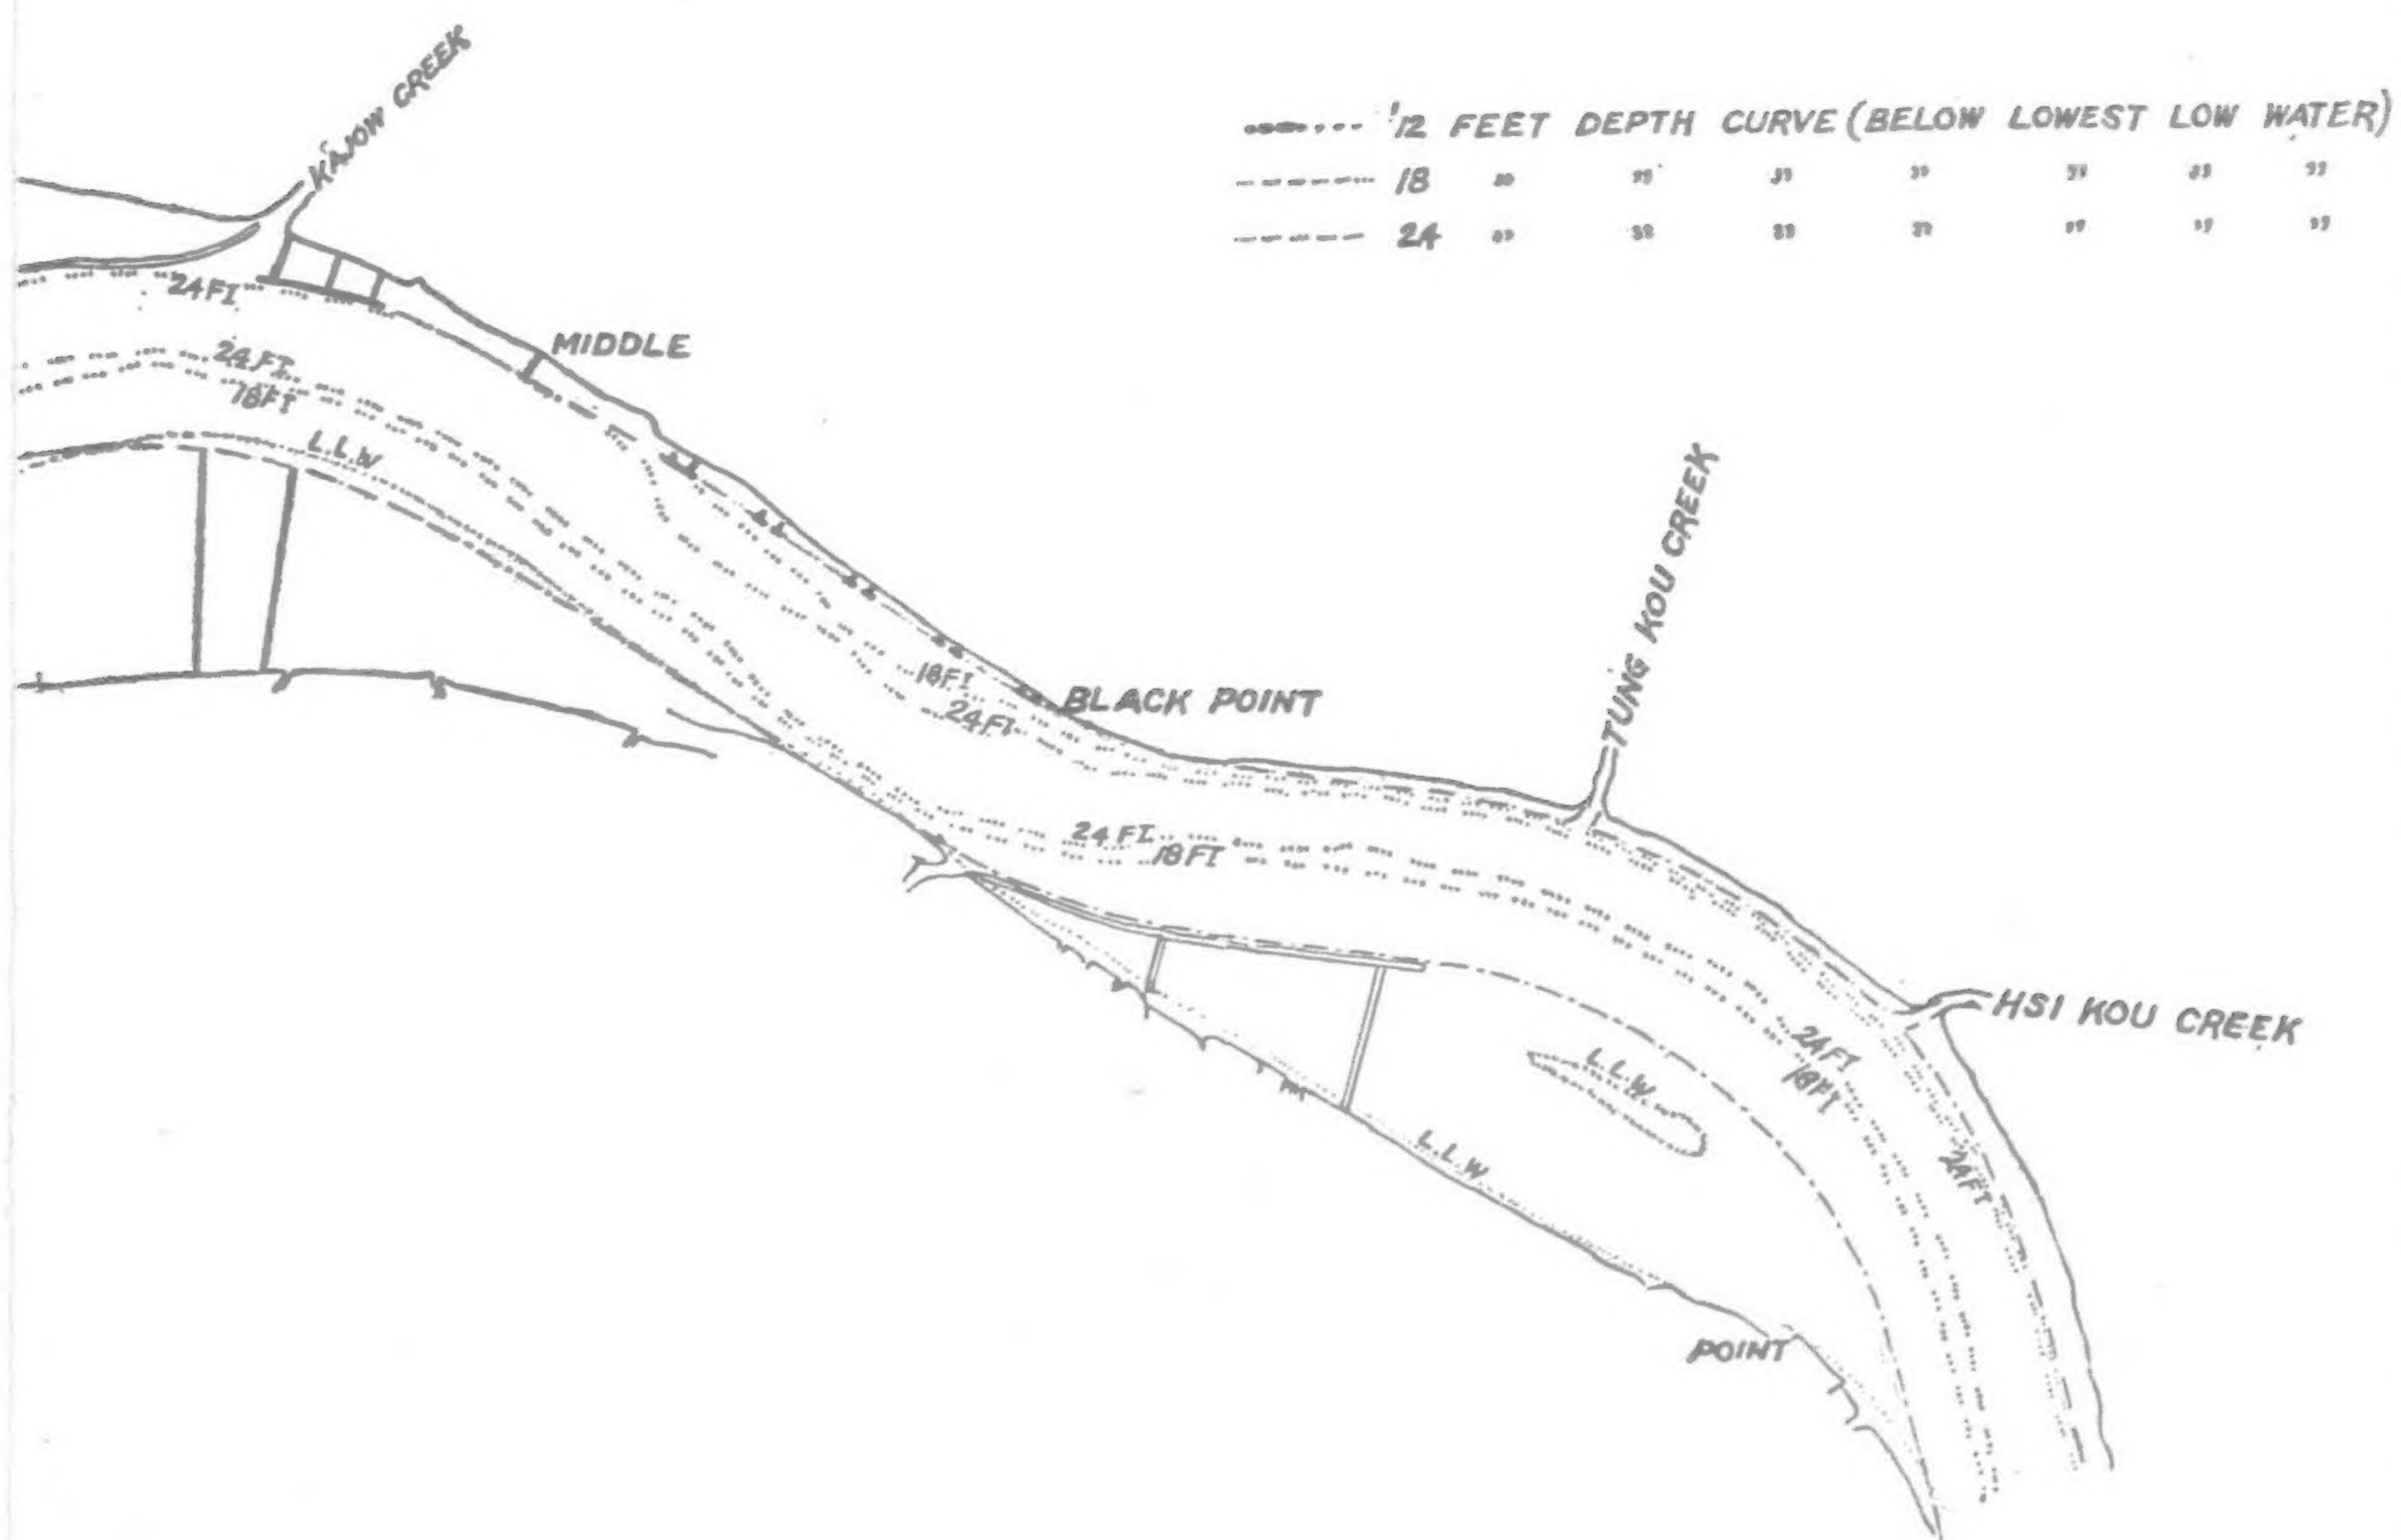 KAJOW CREEK
12 FEET DEPTH CURVE (BELOW LOWEST LOW WATER)
18 " " " " " " "
24 " " " " " " "
24 FT
MIDDLE
24 FT
18 FT
L.L.W
TUNG KOU CREEK
18 FT
BLACK POINT
24 FT
24 FT
18 FT
HSI KOU CREEK
24 FT
18 FT
L.L.W
L.L.W
24 FT
POINT